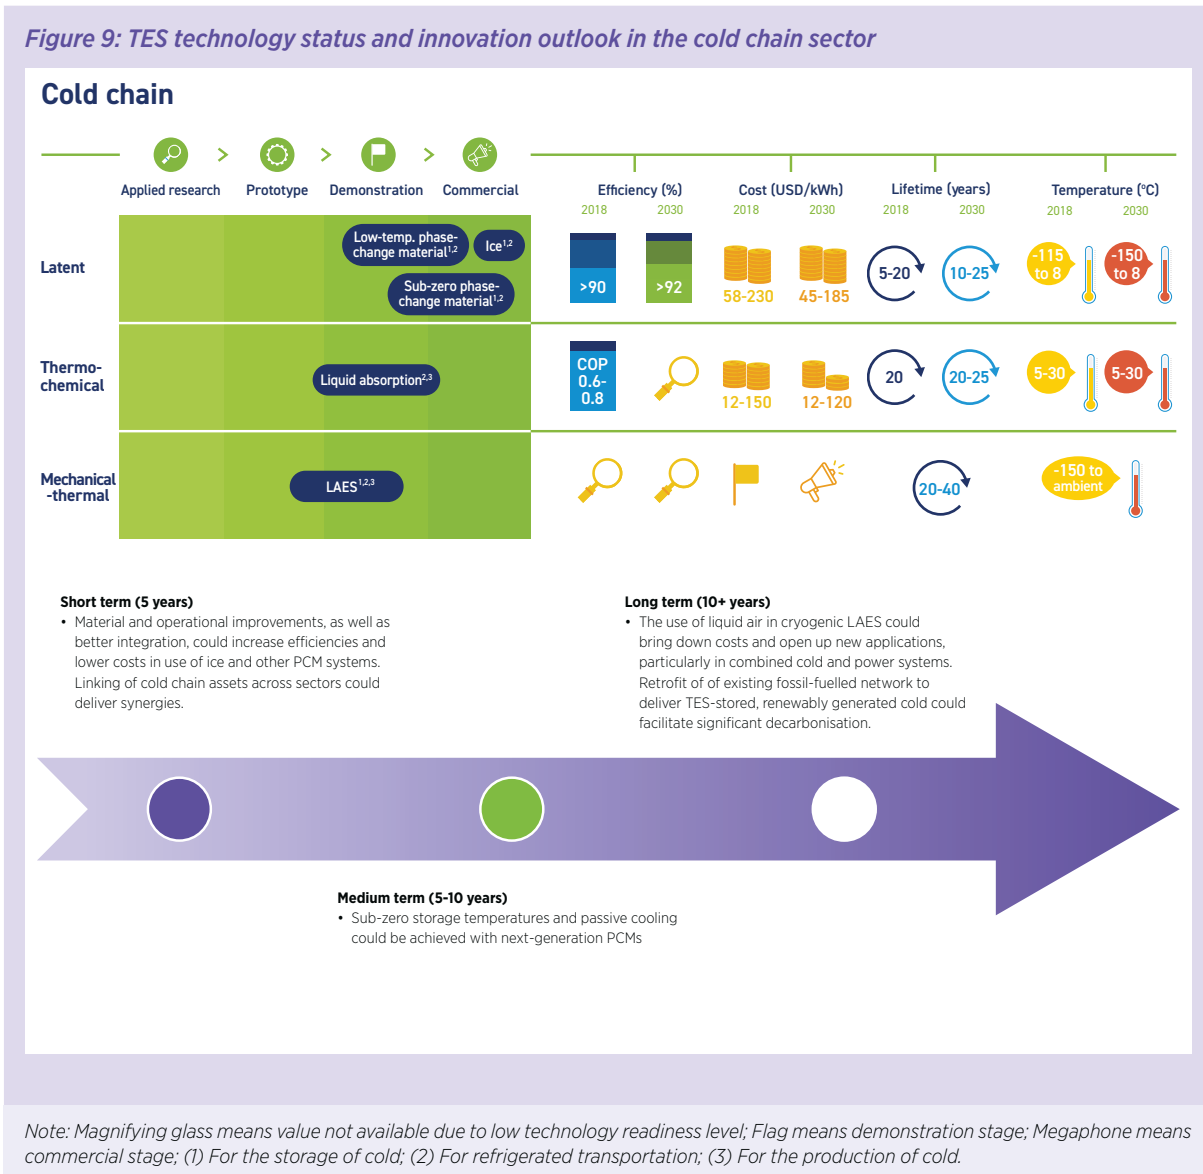 Figure 9: TES technology status and innovation outlook in the cold chain sector
Cold chain
Applied research
Prototype
Demonstration
Commercial
Efficiency (%)
Cost (USD/kWh)
Lifetime (years)
Temperature (°C)
2018
2030
2018
2030
2018
2030
2018
2030
Latent
Low-temp. phase-
change material1,2
Ice1,2
Sub-zero phase-
change material1,2
>90
>92
58-230
45-185
5-20
10-25
-115
to 8
-150
to 8
Thermo-
chemical
Liquid absorption2,3
COP
0.6-
0.8
12-150
12-120
20
20-25
5-30
5-30
Mechanical
-thermal
LAES1,2,3
20-40
-150 to
ambient
Short term (5 years)
• Material and operational improvements, as well as
better integration, could increase efficiencies and
lower costs in use of ice and other PCM systems.
Linking of cold chain assets across sectors could
deliver synergies.
Long term (10+ years)
• The use of liquid air in cryogenic LAES could
bring down costs and open up new applications,
particularly in combined cold and power systems.
Retrofit of of existing fossil-fuelled network to
deliver TES-stored, renewably generated cold could
facilitate significant decarbonisation.
Medium term (5-10 years)
• Sub-zero storage temperatures and passive cooling
could be achieved with next-generation PCMs
Note: Magnifying glass means value not available due to low technology readiness level; Flag means demonstration stage; Megaphone means
commercial stage; (1) For the storage of cold; (2) For refrigerated transportation; (3) For the production of cold.